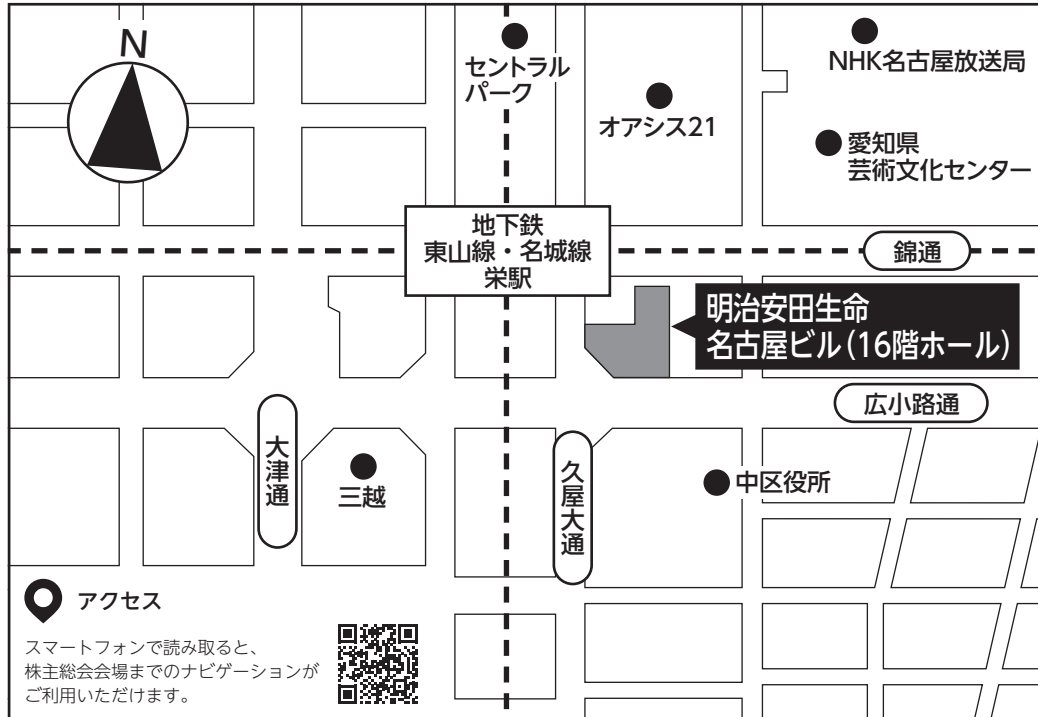 N
セントラル
パーク
オアシス21
NHK名古屋放送局
愛知県
芸術文化センター
地下鉄
東山線・名城線
栄駅
錦通
明治安田生命
名古屋ビル(16階ホール)
広小路通
大津通
三越
久屋大通
中区役所
アクセス
スマートフォンで読み取ると、
株主総会会場までのナビゲーションが
ご利用いただけます。